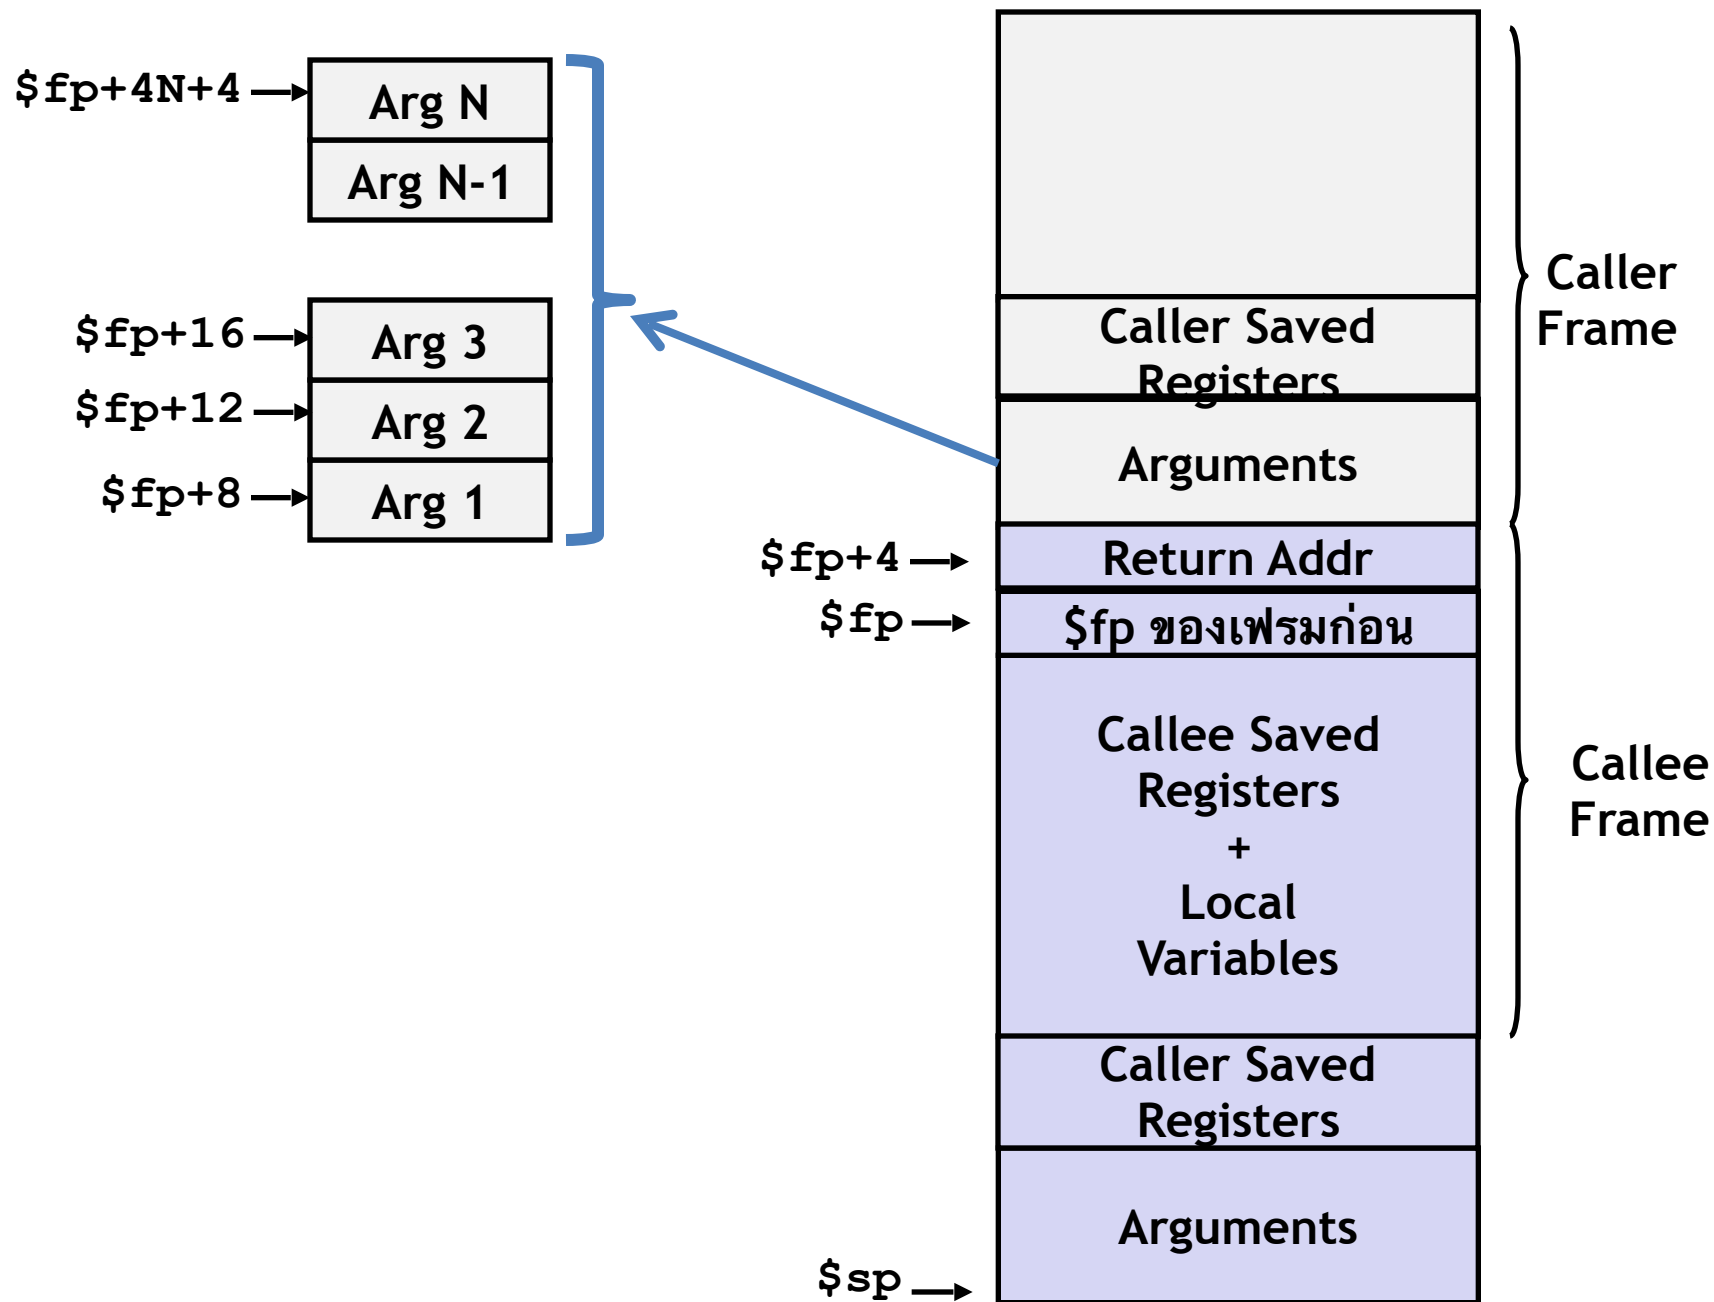 $fp+4N+4
Arg N
Arg N-1
$fp+16
Arg 3
$fp+12
Arg 2
$fp+8
Arg 1
Caller Saved
Registers
Arguments
$fp+4
Return Addr
$fp
$fp ของเฟรมก่อน
Callee Saved
Registers
+
Local
Variables
Caller Saved
Registers
Arguments
$sp
Caller
Frame
Callee
Frame